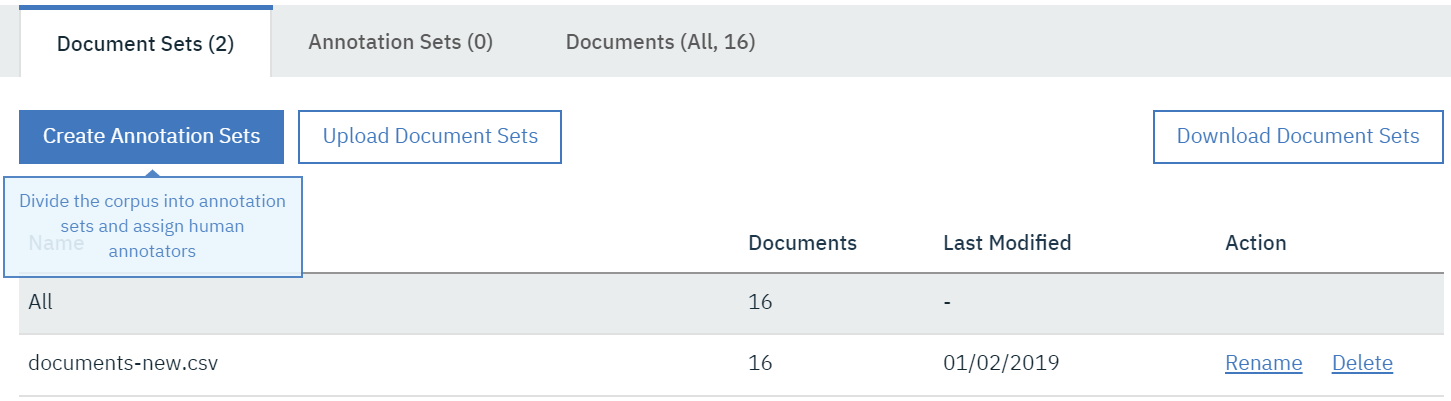 Document Sets (2) Annotation Sets (0) Documents (All, 16)
Create Annotation Sets Upload Document Sets Download Document Sets
Divide the corpus into annotation
sets and assign human
annotators
Name Documents Last Modified Action
All 16 -
documents-new.csv 16 01/02/2019 Rename Delete